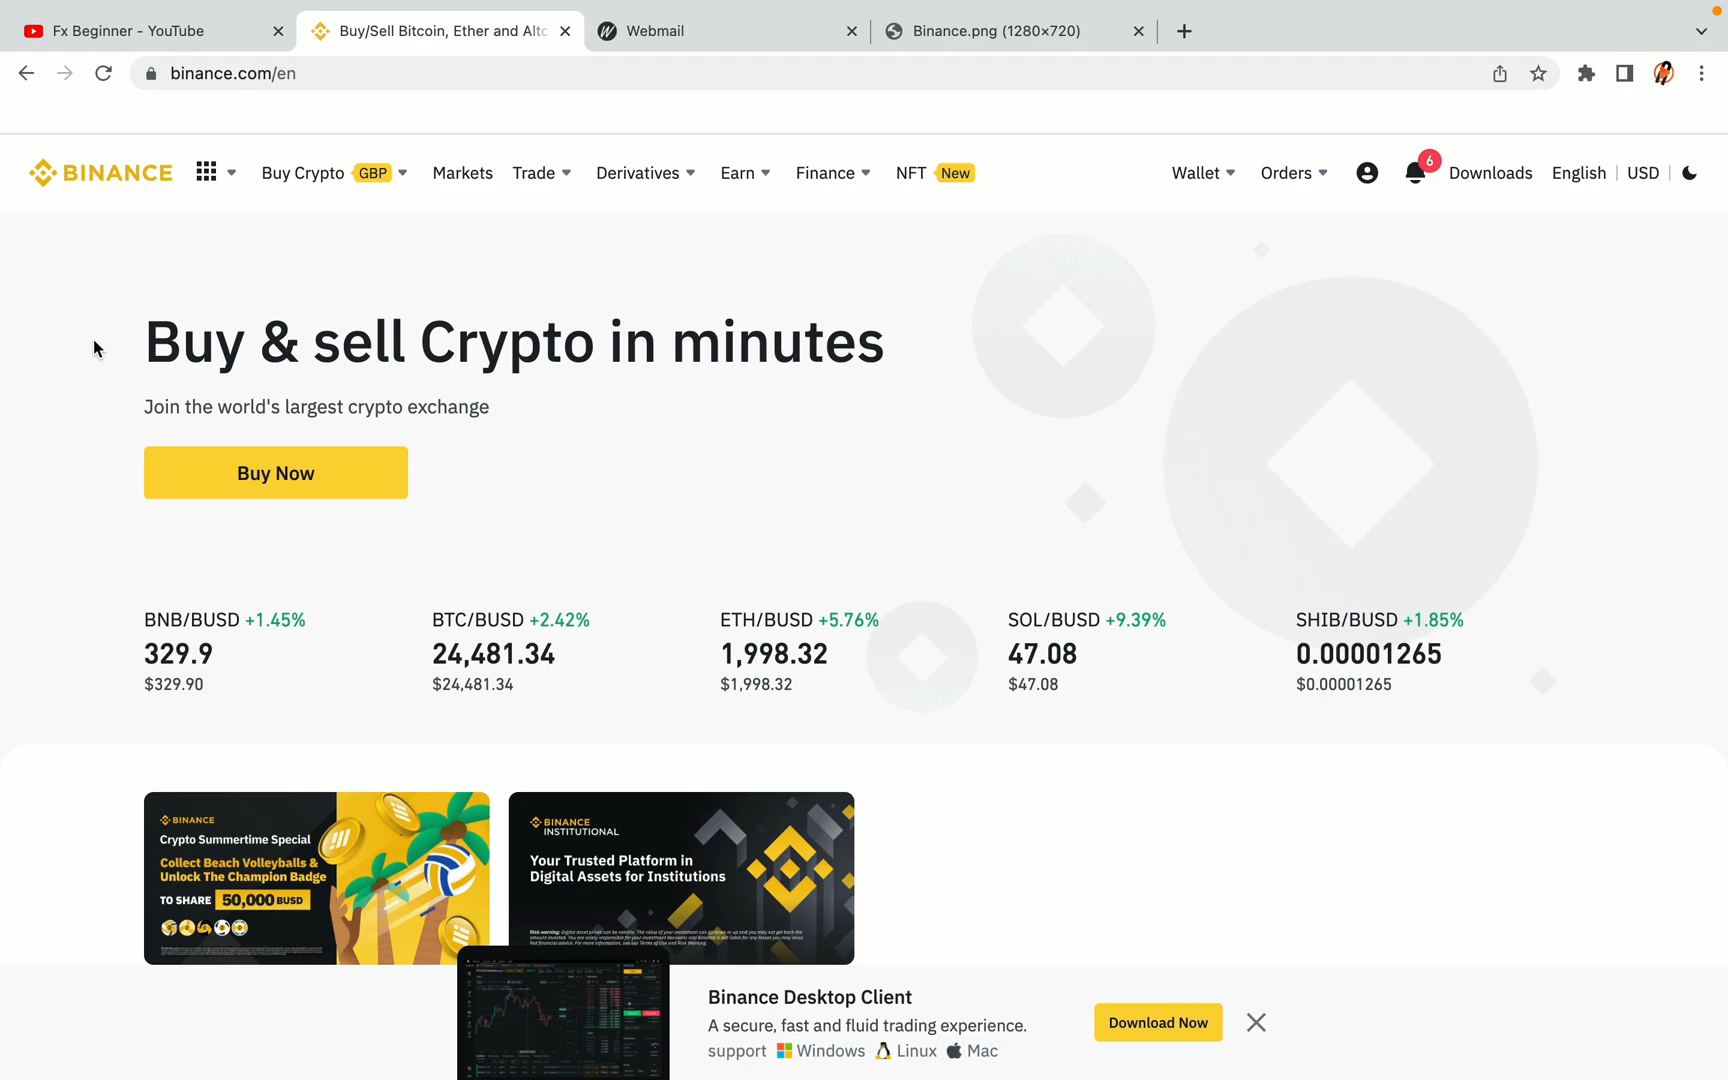 Fx Beginner - YouTube
Buy/Sell Bitcoin, Ether and Altc
Webmail
Binance.png (1280×720)
binance.com/en
BINANCE
Buy Crypto GBP
Markets
Trade
Derivatives
Earn
Finance
NFT New
Wallet
Orders
6
Downloads
English
USD
Buy & sell Crypto in minutes
Join the world's largest crypto exchange
Buy Now
BNB/BUSD +1.45%
329.9
$329.90
BTC/BUSD +2.42%
24,481.34
$24,481.34
ETH/BUSD +5.76%
1,998.32
$1,998.32
SOL/BUSD +9.39%
47.08
$47.08
SHIB/BUSD +1.85%
0.00001265
$0.00001265
BINANCE
Crypto Summertime Special
Collect Beach Volleyballs &
Unlock The Champion Badge
TO SHARE 50,000 BUSD
BINANCE
INSTITUTIONAL
Your Trusted Platform in
Digital Assets for Institutions
Binance Desktop Client
A secure, fast and fluid trading experience.
support Windows Linux Mac
Download Now